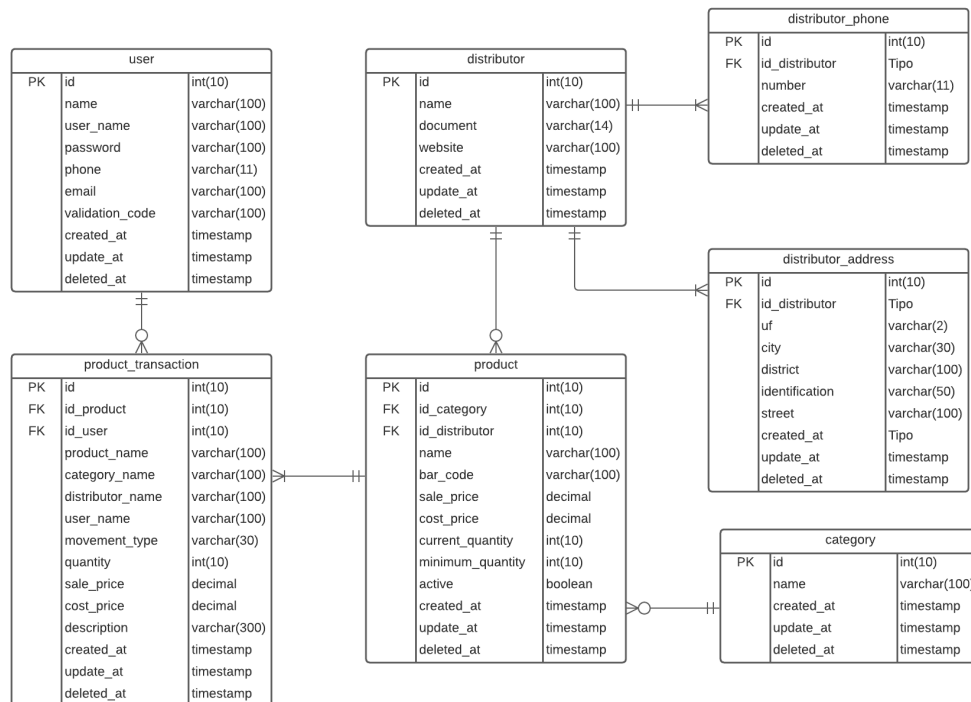 user
PK id int(10)
name varchar(100)
user_name varchar(100)
password varchar(100)
phone varchar(11)
email varchar(100)
validation_code varchar(100)
created_at timestamp
update_at timestamp
deleted_at timestamp
distributor
PK id int(10)
name varchar(100)
document varchar(14)
website varchar(100)
created_at timestamp
update_at timestamp
deleted_at timestamp
distributor_phone
PK id int(10)
FK id_distributor Tipo
number varchar(11)
created_at timestamp
update_at timestamp
deleted_at timestamp
distributor_address
PK id int(10)
FK id_distributor Tipo
uf varchar(2)
city varchar(30)
district varchar(100)
identification varchar(50)
street varchar(100)
created_at Tipo
update_at timestamp
deleted_at timestamp
product_transaction
PK id int(10)
FK id_product int(10)
FK id_user int(10)
product_name varchar(100)
category_name varchar(100)
distributor_name varchar(100)
user_name varchar(100)
movement_type varchar(30)
quantity int(10)
sale_price decimal
cost_price decimal
description varchar(300)
created_at timestamp
update_at timestamp
deleted_at timestamp
product
PK id int(10)
FK id_category int(10)
FK id_distributor int(10)
name varchar(100)
bar_code varchar(100)
sale_price decimal
cost_price decimal
current_quantity int(10)
minimum_quantity int(10)
active boolean
created_at timestamp
update_at timestamp
deleted_at timestamp
category
PK id int(10)
name varchar(100)
created_at timestamp
update_at timestamp
deleted_at timestamp